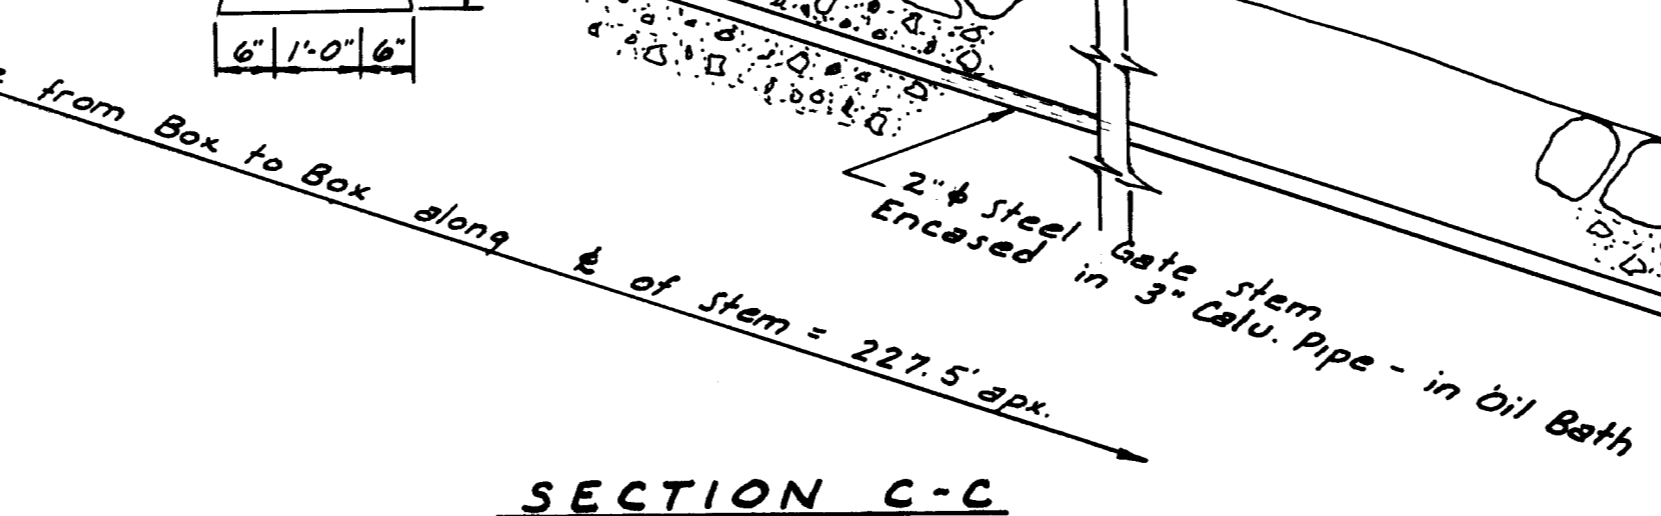 6" 1'-0" 6"
from Box to Box along ℄ of Stem = 227.5' apx.
2" ϕ Steel Gate Stem
Encased in 3" Calv. Pipe - in Oil Bath
SECTION C-C